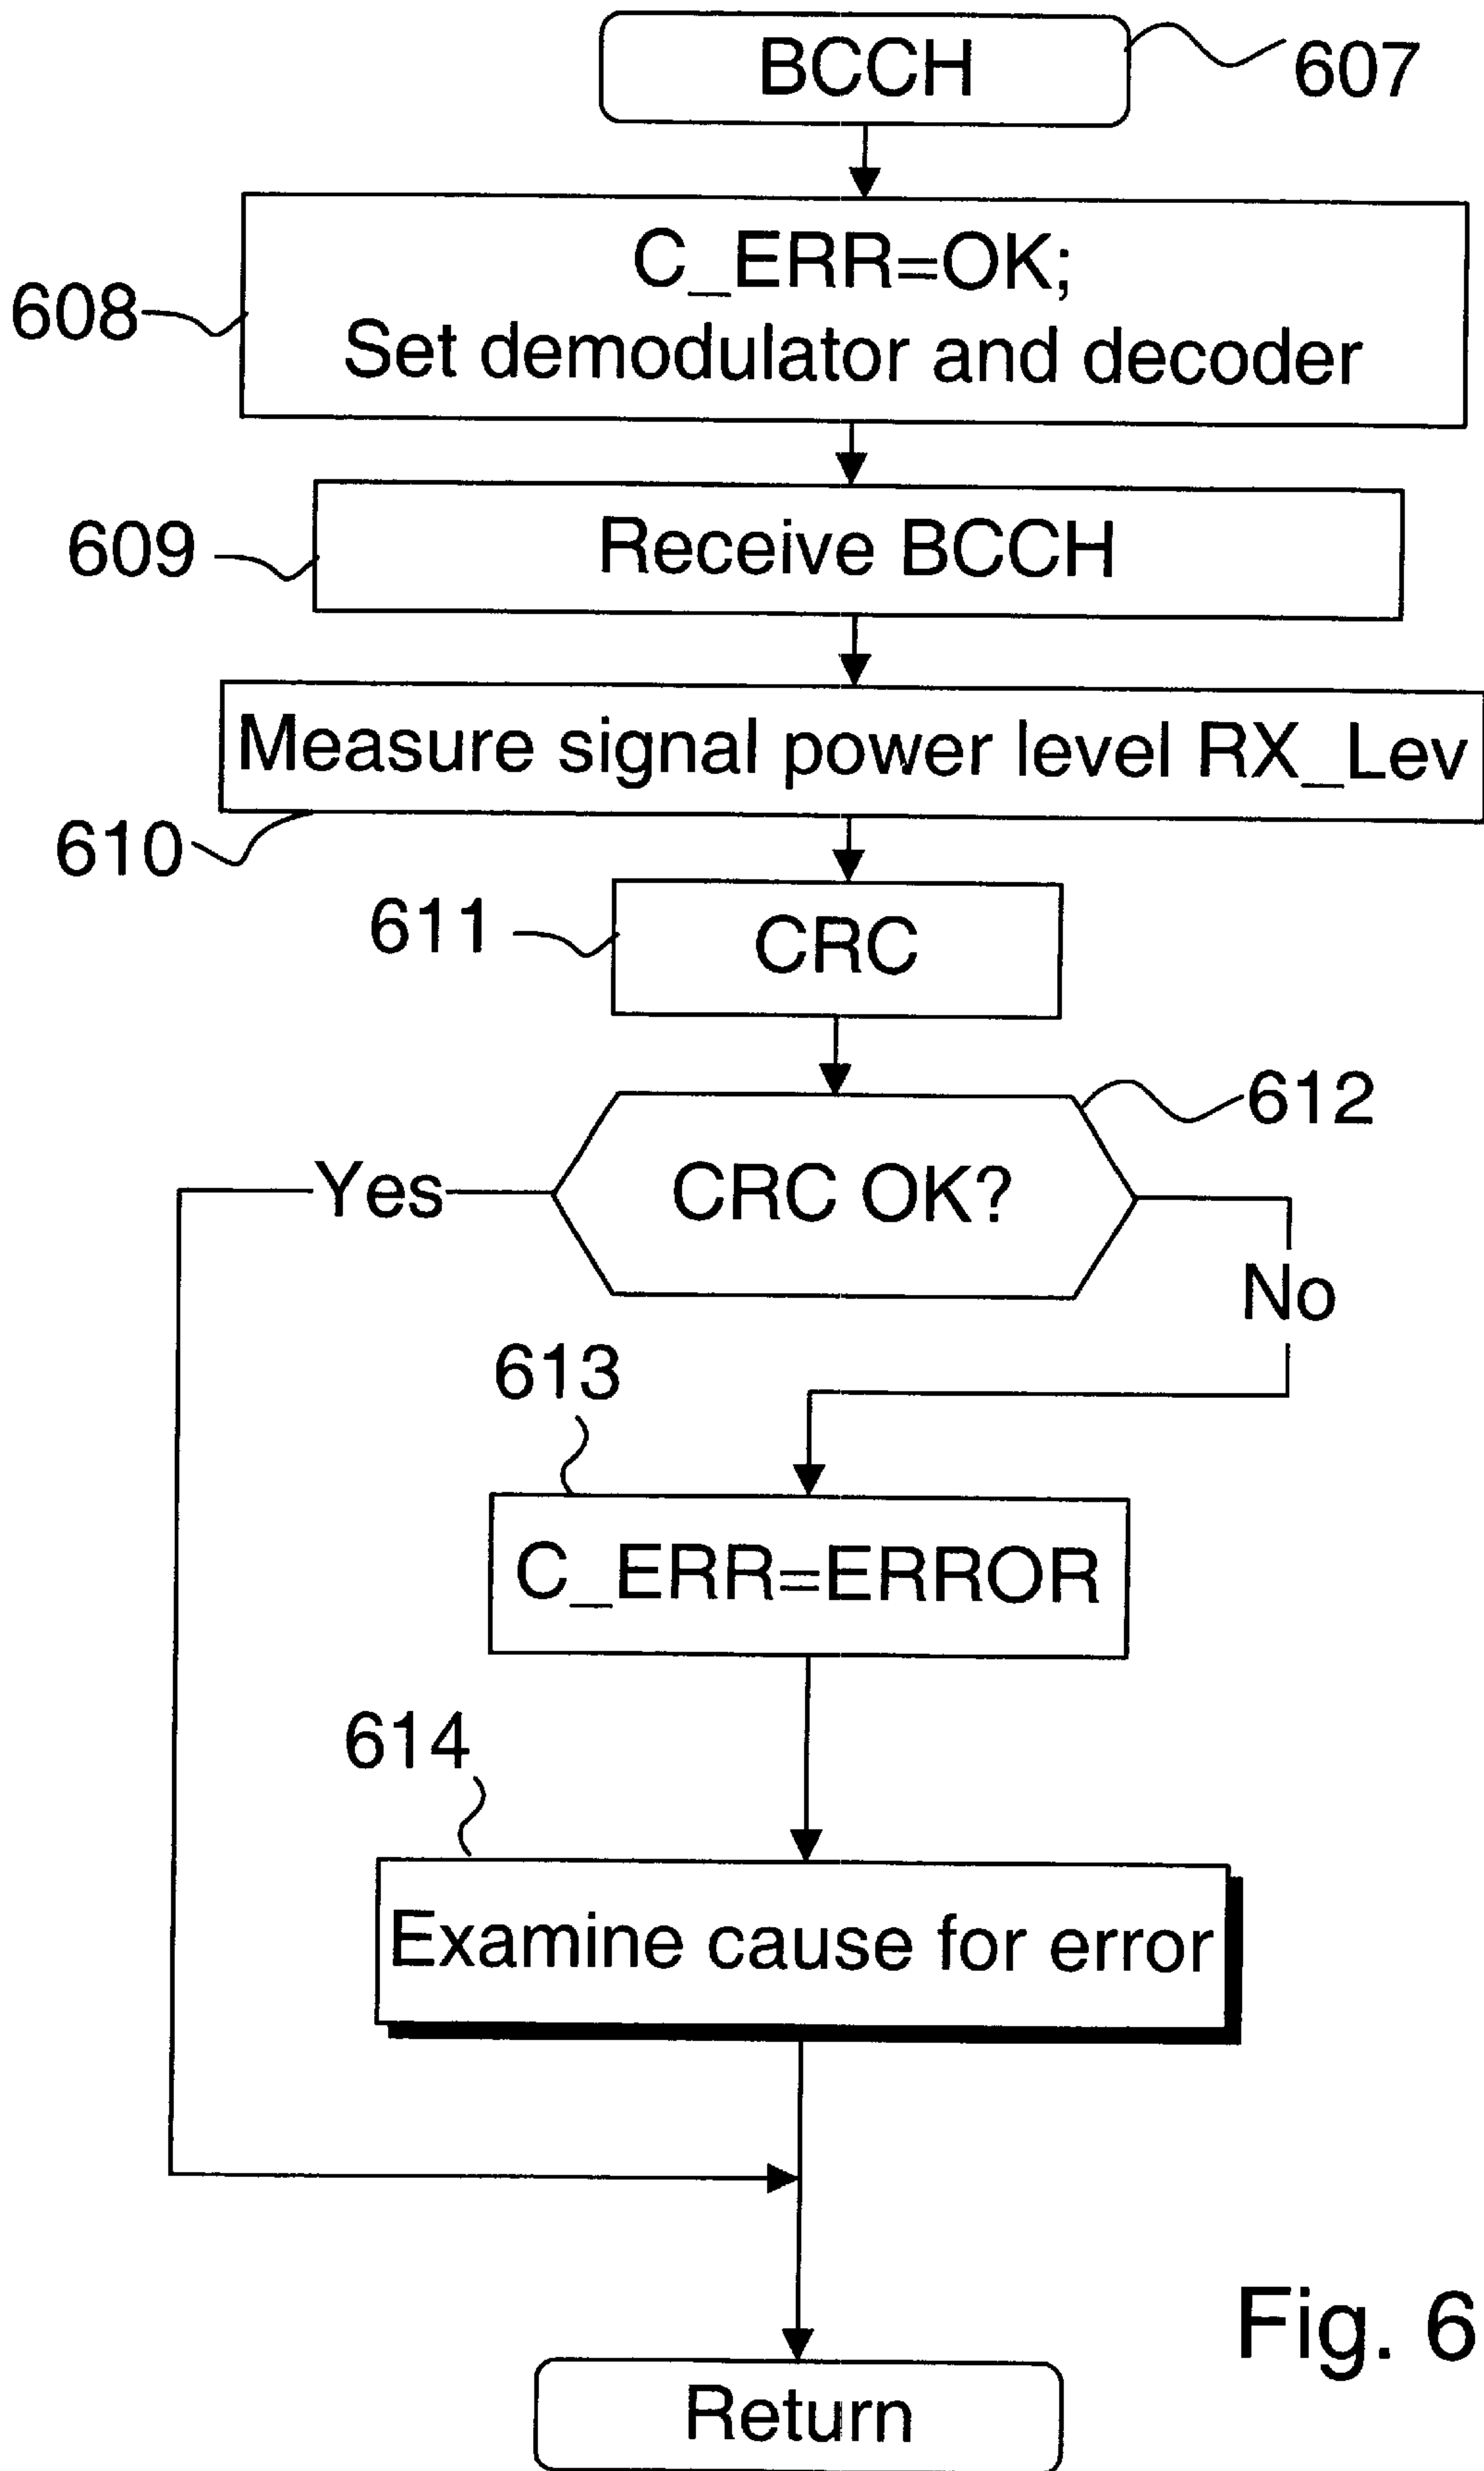 BCCH
607
C_ERR=OK;
608
Set demodulator and decoder
609
Receive BCCH
Measure signal power level RX_Lev
610
611
CRC
612
Yes
CRC OK?
No
613
C_ERR=ERROR
614
Examine cause for error
Fig. 6
Return